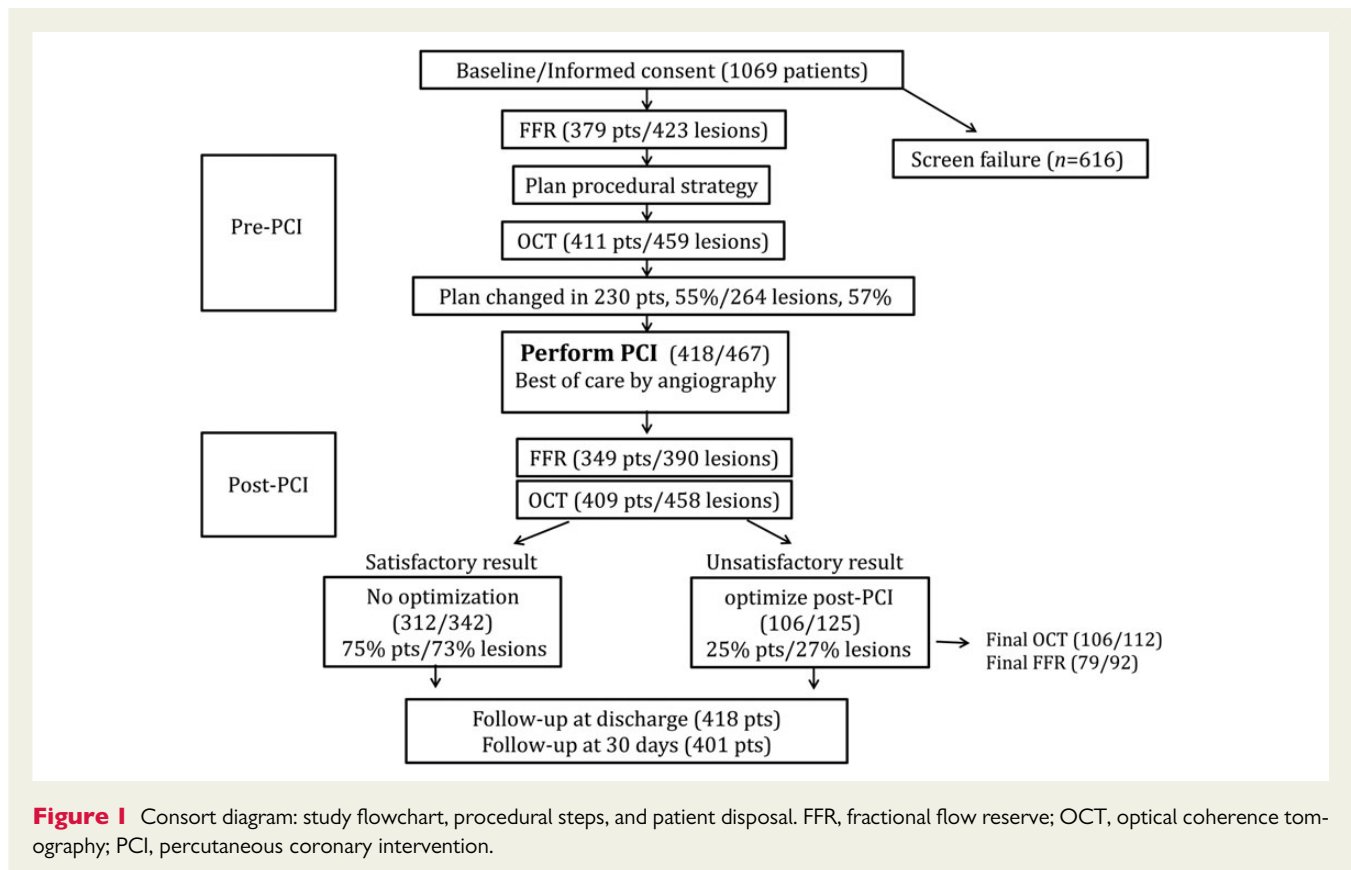 Baseline/Informed consent (1069 patients)
FFR (379 pts/423 lesions)
Screen failure (n=616)
Plan procedural strategy
Pre-PCI
OCT (411 pts/459 lesions)
Plan changed in 230 pts, 55%/264 lesions, 57%
Perform PCI (418/467)
Best of care by angiography
FFR (349 pts/390 lesions)
Post-PCI
OCT (409 pts/458 lesions)
Satisfactory result
No optimization
(312/342)
75% pts/73% lesions
Unsatisfactory result
optimize post-PCI
(106/125)
25% pts/27% lesions
Final OCT (106/112)
Final FFR (79/92)
Follow-up at discharge (418 pts)
Follow-up at 30 days (401 pts)
Figure 1 Consort diagram: study flowchart, procedural steps, and patient disposal. FFR, fractional flow reserve; OCT, optical coherence tom-
ography; PCI, percutaneous coronary intervention.